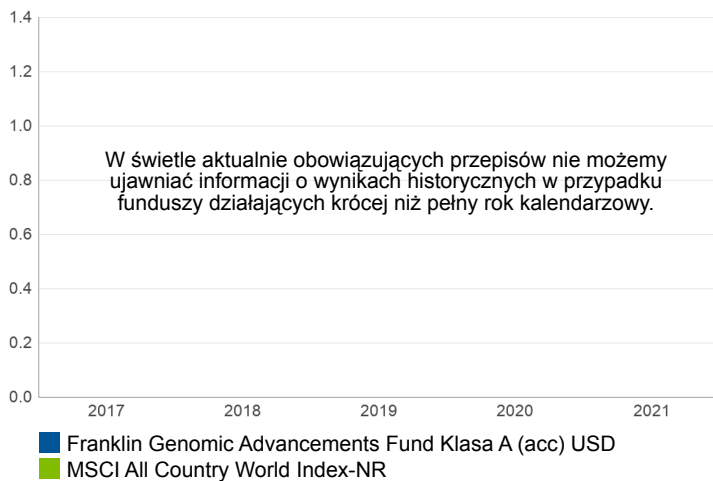 1.4
1.2
1.0
W świetle aktualnie obowiązujących przepisów nie możemy
0.8
ujawniać informacji o wynikach historycznych w przypadku
funduszy działających krócej niż pełny rok kalendarzowy.
0.6
0.4
0.2
0.0
2017 2018 2019 2020 2021
Franklin Genomic Advancements Fund Klasa A (acc) USD
MSCI All Country World Index-NR